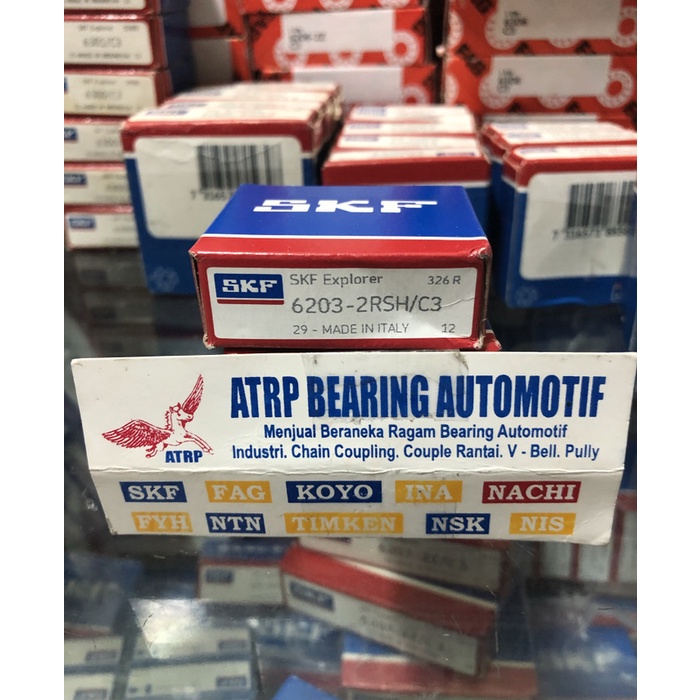 SKF
SKF
SKF Explorer
326 R
6203-2RSH/C3
29 - MADE IN ITALY
12
ATRP BEARING AUTOMOTIF
Menjual Beraneka Ragam Bearing Automotif
Industri. Chain Coupling. Couple Rantai. V - Bell. Pully
ATRP
SKF FAG KOYO INA NACHI
FYH NTN TIMKEN NSK NIS